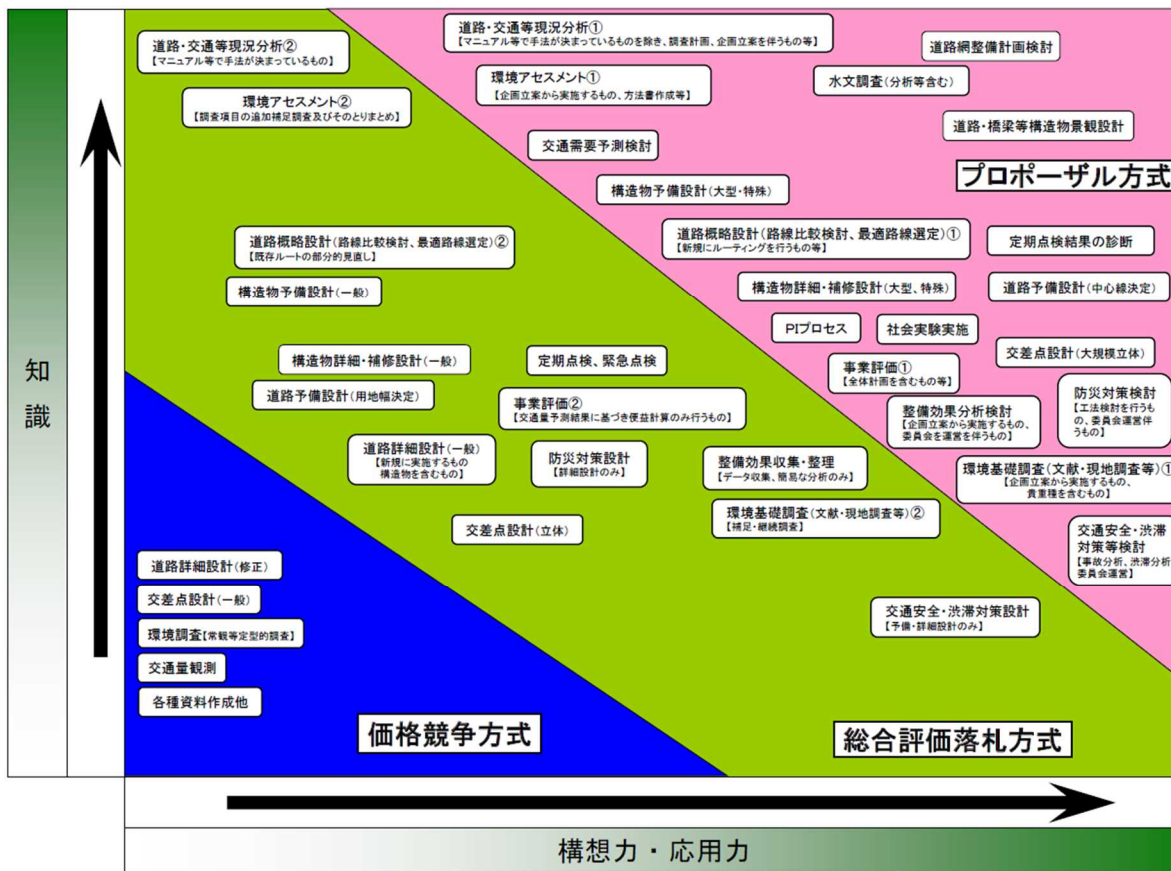 道路・交通等現況分析①
【マニュアル等で手法が決まっているものを除き、調査計画、企画立案を伴うもの等】
道路・交通等現況分析②
【マニュアル等で手法が決まっているもの】
道路網整備計画検討
環境アセスメント①
【企画立案から実施するもの、方法書作成等】
水文調査(分析等含む)
環境アセスメント②
【調査項目の追加補足調査及びそのとりまとめ】
道路・橋梁等構造物景観設計
交通需要予測検討
プロポーザル方式
構造物予備設計(大型・特殊)
道路概略設計(路線比較検討、最適路線選定)②
【既存ルートの部分的見直し】
道路概略設計(路線比較検討、最適路線選定)①
【新規にルーティングを行うもの等】
定期点検結果の診断
構造物予備設計(一般)
構造物詳細・補修設計(大型、特殊)
道路予備設計(中心線決定)
PIプロセス
社会実験実施
構造物詳細・補修設計(一般)
定期点検、緊急点検
交差点設計(大規模立体)
事業評価①
【全体計画を含むもの等】
知
識
道路予備設計(用地幅決定)
事業評価②
【交通量予測結果に基づき便益計算のみ行うもの】
整備効果分析検討
【企画立案から実施するもの、
委員会を運営を伴うもの】
防災対策検討
【工法検討を行うも
の、委員会運営伴
うもの】
道路詳細設計(一般)
【新規に実施するもの
構造物を含むもの】
防災対策設計
【詳細設計のみ】
整備効果収集・整理
【データ収集、簡易な分析のみ】
環境基礎調査(文献・現地調査等)①
【企画立案から実施するもの、
貴重種を含むもの】
環境基礎調査(文献・現地調査等)②
【補足・継続調査】
交差点設計(立体)
交通安全・渋滞
対策等検討
【事故分析、渋滞分析
委員会運営】
道路詳細設計(修正)
交差点設計(一般)
環境調査【常観等定型的調査】
交通量観測
各種資料作成他
交通安全・渋滞対策設計
【予備・詳細設計のみ】
価格競争方式
総合評価落札方式
構想力・応用力